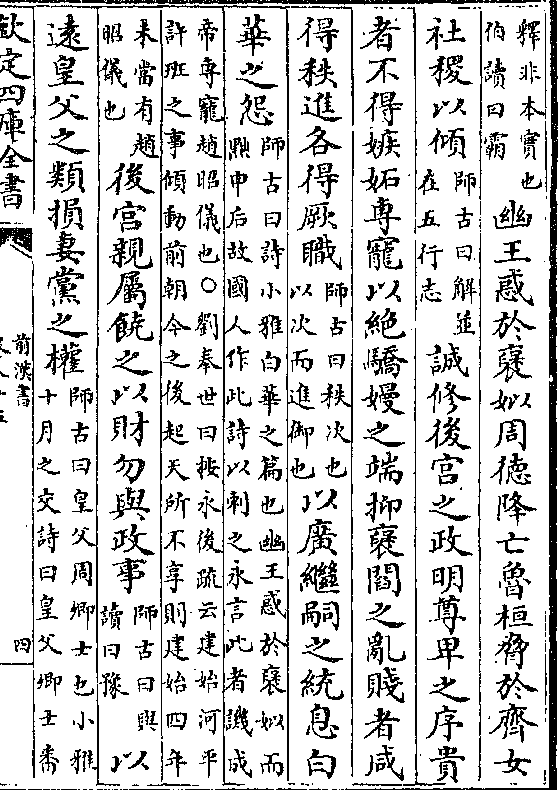 釋非本實也
伯讀曰霸
幽王惑於褒姒周德降亡魯桓脅於齊女
社稷以傾
師古曰解並
在五行志
誠修後宮之政明尊卑之序貴
者不得嫉妬専寵以絶驕嫚之端抑襃閻之亂賤者咸
得秩進各得厥職
師古曰秩次也
以次而進御也
以廣繼嗣之統息白
華之怨
師古曰詩小雅白華之篇也幽王惑於褒姒而
黜申后故國人作此詩以刺之永言此者譏成
帝専寵趙昭儀也○劉奉世曰按永後疏云建始河平
許班之事傾動前朝今之後起天所不享則建始四年
未當有趙
昭儀也
後宮親屬饒之以財勿與政事
師古曰與
讀曰豫
以
遠皇父之類損妻黨之權
師古曰皇父周卿士也小雅
十月之交詩曰皇父卿士番
欽定四庫全書
前漢書
四